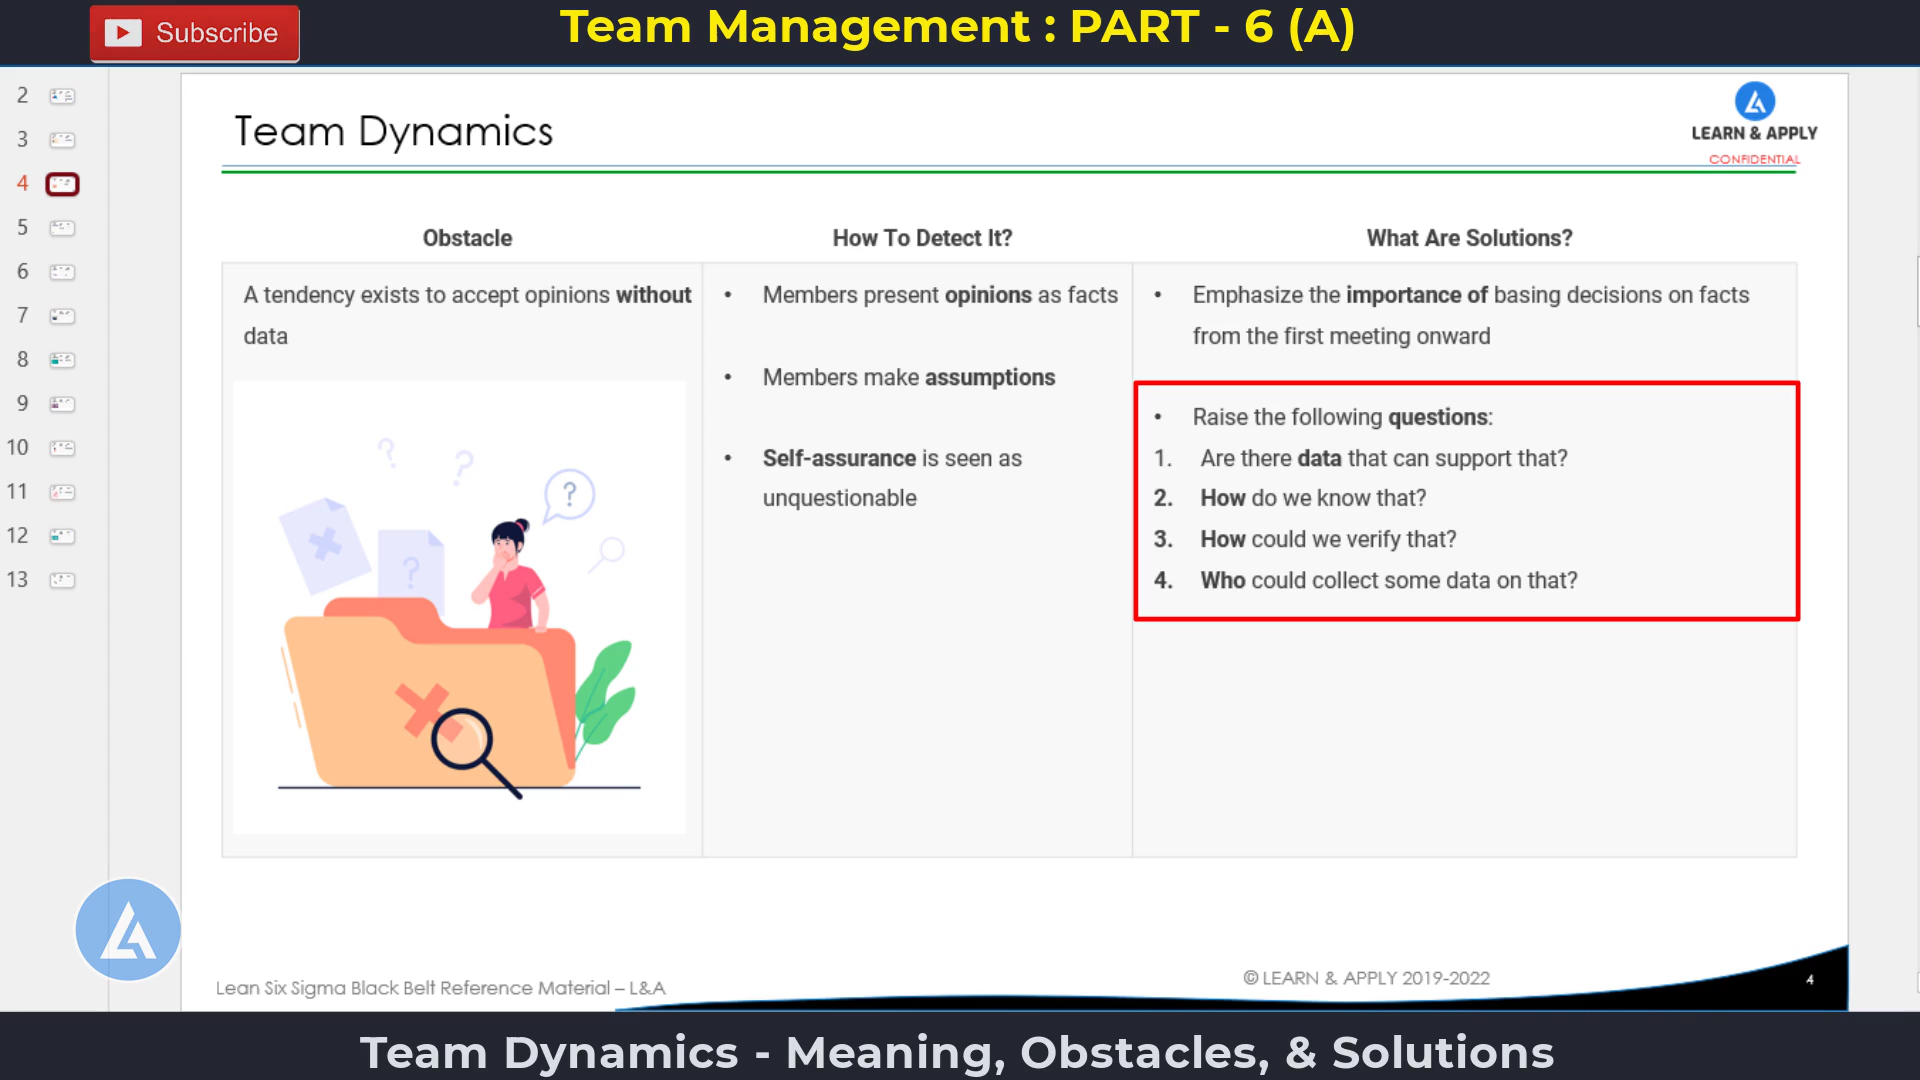 Subscribe
Team Management : PART - 6 (A)
2
3
4
5
6
7
8
9
10
11
12
13
Team Dynamics
LEARN & APPLY
CONFIDENTIAL
Obstacle
How To Detect It?
What Are Solutions?
A tendency exists to accept opinions without
data
? ? ? ?
• Members present opinions as facts
• Members make assumptions
• Self-assurance is seen as
unquestionable
• Emphasize the importance of basing decisions on facts
from the first meeting onward
• Raise the following questions:
1. Are there data that can support that?
2. How do we know that?
3. How could we verify that?
4. Who could collect some data on that?
Lean Six Sigma Black Belt Reference Material – L&A
© LEARN & APPLY 2019-2022
4
Team Dynamics - Meaning, Obstacles, & Solutions